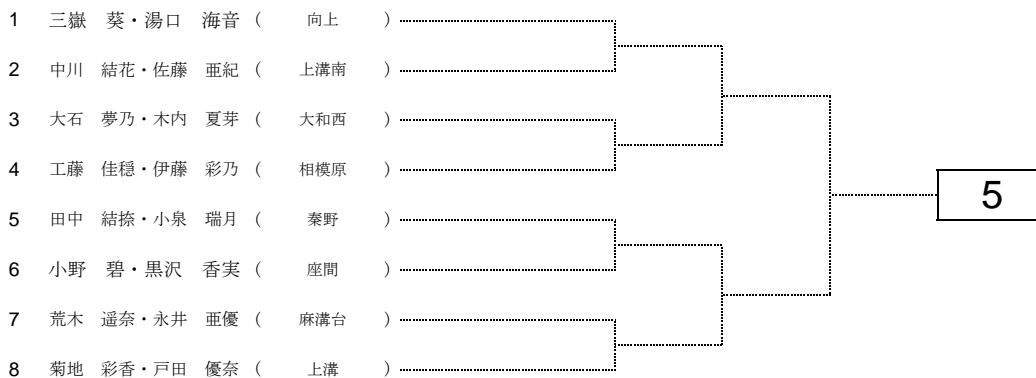 1 三嶽 葵・湯口 海音 ( 向上 )
2 中川 結花・佐藤 亜紀 ( 上溝南 )
3 大石 夢乃・木内 夏芽 ( 大和西 )
4 工藤 佳穏・伊藤 彩乃 ( 相模原 )
5 田中 結捺・小泉 瑞月 ( 秦野 )
6 小野 碧・黒沢 香実 ( 座間 )
7 荒木 遥奈・永井 亜優 ( 麻溝台 )
8 菊地 彩香・戸田 優奈 ( 上溝 )
5